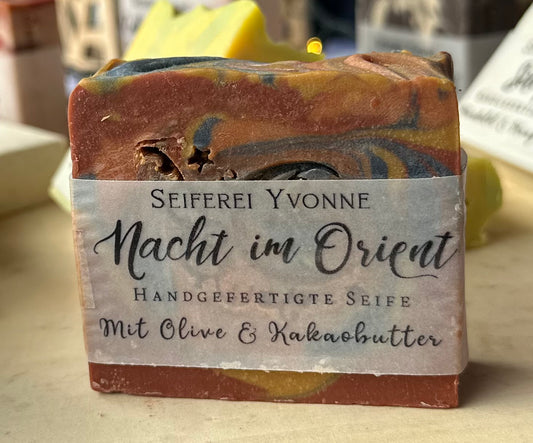 SEIFEREI YVONNE
Nacht im Orient
HANDGEFERTIGTE SEIFE
Mit Olive & Kakaobutter